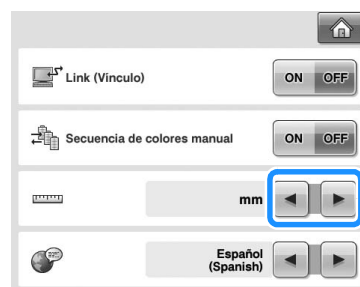 Link (Vínculo)
ON OFF
Secuencia de colores manual
ON OFF
mm
Español
(Spanish)